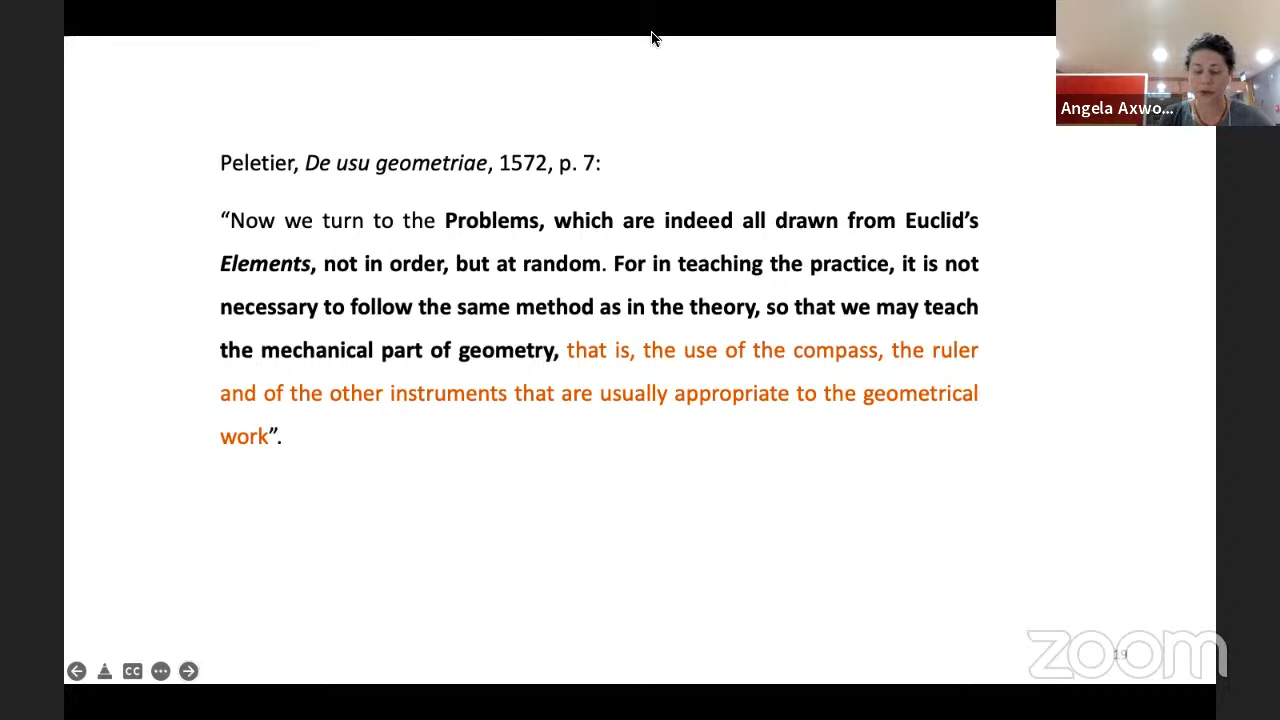 Angela Axwo...
Peletier, De usu geometriae, 1572, p. 7:
“Now we turn to the Problems, which are indeed all drawn from Euclid’s
Elements, not in order, but at random. For in teaching the practice, it is not
necessary to follow the same method as in the theory, so that we may teach
the mechanical part of geometry, that is, the use of the compass, the ruler
and of the other instruments that are usually appropriate to the geometrical
work”.
CC
zoom
19